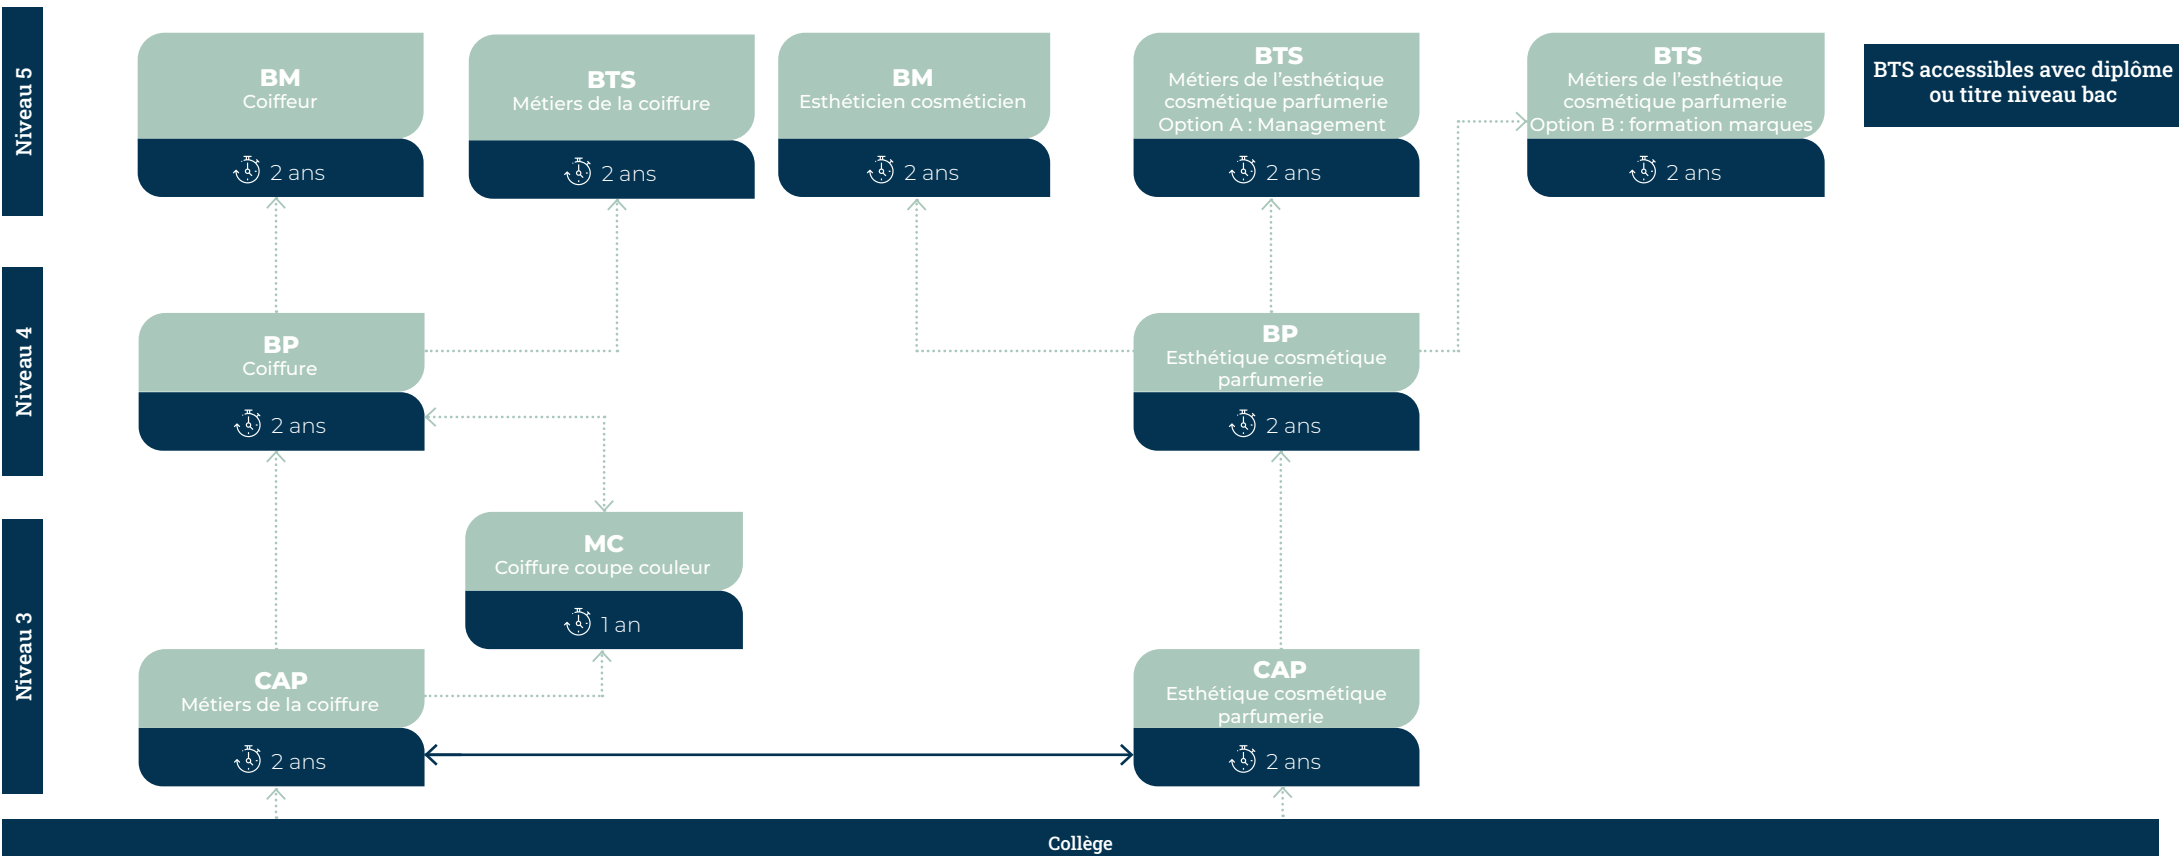 Niveau 5
BM
Coiffeur
2 ans
BTS
Métiers de la coiffure
2 ans
BM
Esthéticien cosméticien
2 ans
BTS
Métiers de l'esthétique
cosmétique parfumerie
Option A : Management
2 ans
BTS
Métiers de l'esthétique
cosmétique parfumerie
Option B : formation marques
2 ans
BTS accessibles avec diplôme
ou titre niveau bac
Niveau 4
BP
Coiffure
2 ans
BP
Esthétique cosmétique
parfumerie
2 ans
Niveau 3
MC
Coiffure coupe couleur
1 an
CAP
Métiers de la coiffure
2 ans
CAP
Esthétique cosmétique
parfumerie
2 ans
Collège